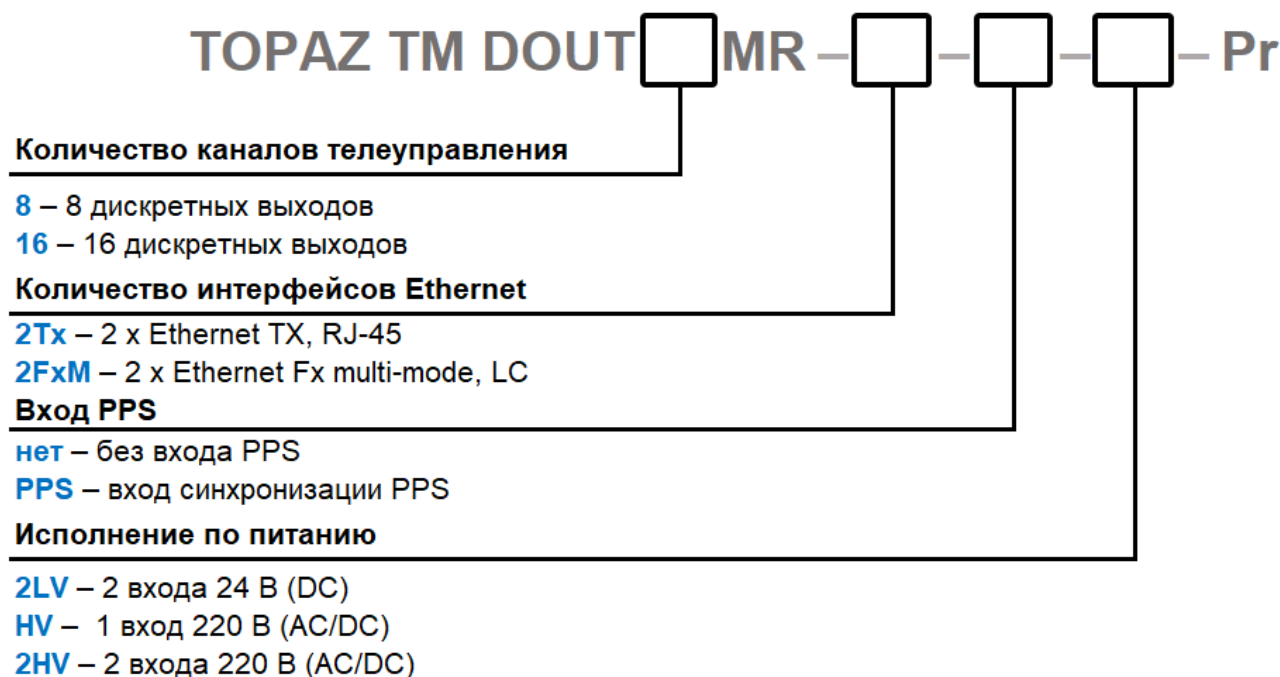 TOPAZ TM DOUT MR – – – – Pr
Количество каналов телеуправления
8 – 8 дискретных выходов
16 – 16 дискретных выходов
Количество интерфейсов Ethernet
2Tx – 2 x Ethernet TX, RJ-45
2FxM – 2 x Ethernet Fx multi-mode, LC
Вход PPS
нет – без входа PPS
PPS – вход синхронизации PPS
Исполнение по питанию
2LV – 2 входа 24 В (DC)
HV – 1 вход 220 В (AC/DC)
2HV – 2 входа 220 В (AC/DC)